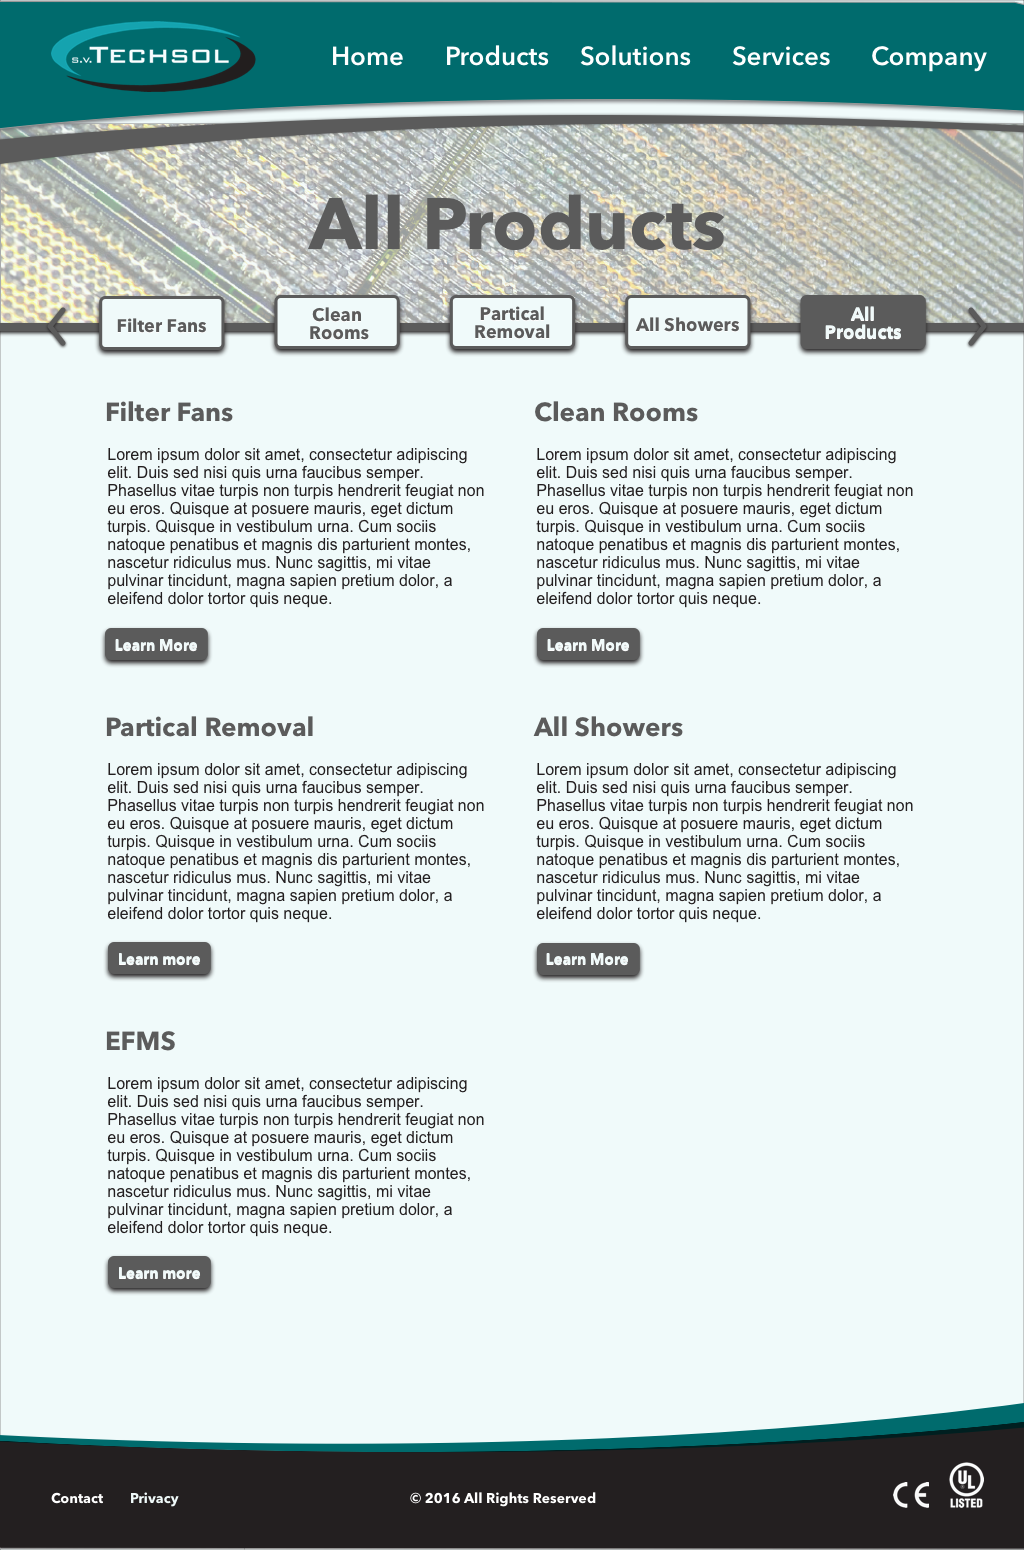 s.v.TECHSOL
Home Products Solutions Services Company
All Products
Filter Fans
Clean
Rooms
Partical
Removal
All Showers
All
Products
Filter Fans
Lorem ipsum dolor sit amet, consectetur adipiscing
elit. Duis sed nisi quis urna faucibus semper.
Phasellus vitae turpis non turpis hendrerit feugiat non
eu eros. Quisque at posuere mauris, eget dictum
turpis. Quisque in vestibulum urna. Cum sociis
natoque penatibus et magnis dis parturient montes,
nascetur ridiculus mus. Nunc sagittis, mi vitae
pulvinar tincidunt, magna sapien pretium dolor, a
eleifend dolor tortor quis neque.
Learn More
Clean Rooms
Lorem ipsum dolor sit amet, consectetur adipiscing
elit. Duis sed nisi quis urna faucibus semper.
Phasellus vitae turpis non turpis hendrerit feugiat non
eu eros. Quisque at posuere mauris, eget dictum
turpis. Quisque in vestibulum urna. Cum sociis
natoque penatibus et magnis dis parturient montes,
nascetur ridiculus mus. Nunc sagittis, mi vitae
pulvinar tincidunt, magna sapien pretium dolor, a
eleifend dolor tortor quis neque.
Learn More
Partical Removal
Lorem ipsum dolor sit amet, consectetur adipiscing
elit. Duis sed nisi quis urna faucibus semper.
Phasellus vitae turpis non turpis hendrerit feugiat non
eu eros. Quisque at posuere mauris, eget dictum
turpis. Quisque in vestibulum urna. Cum sociis
natoque penatibus et magnis dis parturient montes,
nascetur ridiculus mus. Nunc sagittis, mi vitae
pulvinar tincidunt, magna sapien pretium dolor, a
eleifend dolor tortor quis neque.
Learn more
All Showers
Lorem ipsum dolor sit amet, consectetur adipiscing
elit. Duis sed nisi quis urna faucibus semper.
Phasellus vitae turpis non turpis hendrerit feugiat non
eu eros. Quisque at posuere mauris, eget dictum
turpis. Quisque in vestibulum urna. Cum sociis
natoque penatibus et magnis dis parturient montes,
nascetur ridiculus mus. Nunc sagittis, mi vitae
pulvinar tincidunt, magna sapien pretium dolor, a
eleifend dolor tortor quis neque.
Learn More
EFMS
Lorem ipsum dolor sit amet, consectetur adipiscing
elit. Duis sed nisi quis urna faucibus semper.
Phasellus vitae turpis non turpis hendrerit feugiat non
eu eros. Quisque at posuere mauris, eget dictum
turpis. Quisque in vestibulum urna. Cum sociis
natoque penatibus et magnis dis parturient montes,
nascetur ridiculus mus. Nunc sagittis, mi vitae
pulvinar tincidunt, magna sapien pretium dolor, a
eleifend dolor tortor quis neque.
Learn more
Contact Privacy © 2016 All Rights Reserved
CE
UL
LISTED